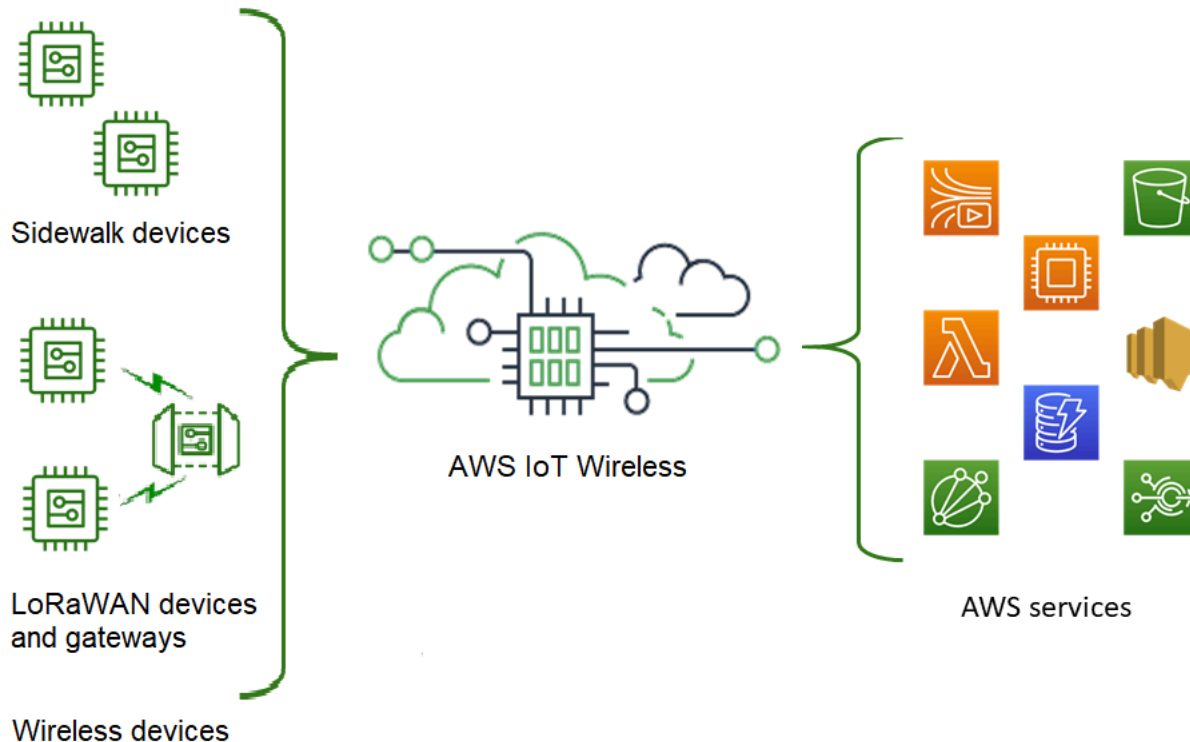 Sidewalk devices
LoRaWAN devices
and gateways
Wireless devices
AWS IoT Wireless
AWS services